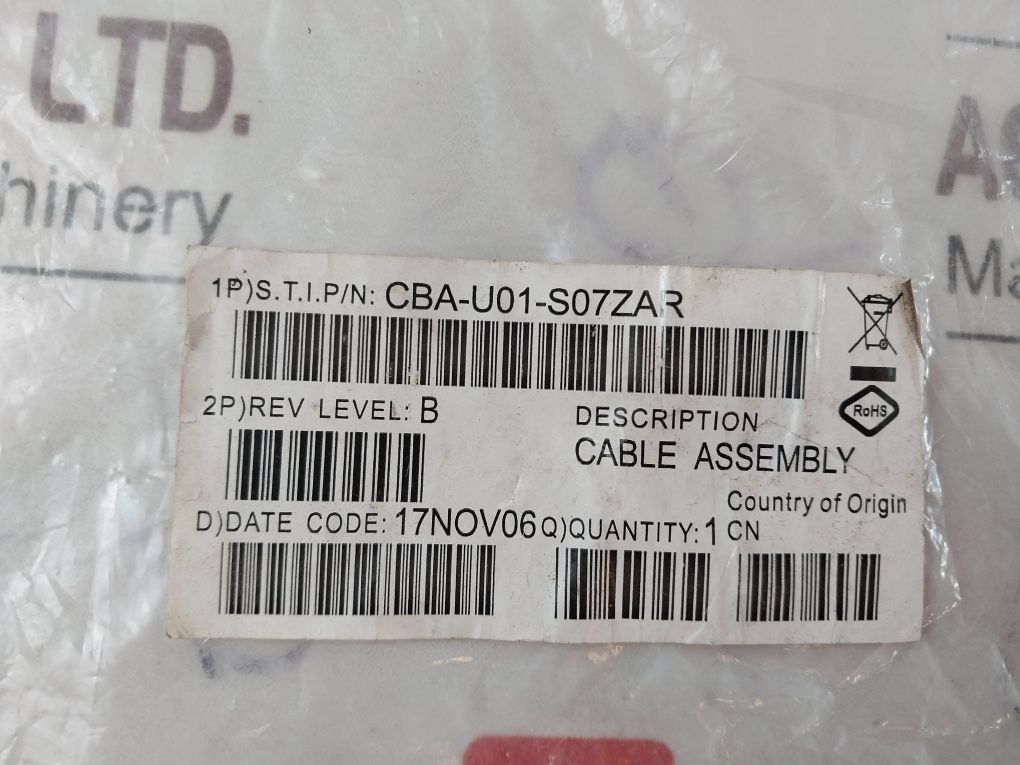 LTD.
hinery
1P)S.T.I.P/N: CBA-U01-S07ZAR
2P)REV LEVEL: B
RoHS
DESCRIPTION
CABLE ASSEMBLY
Country of Origin
D)DATE CODE: 17NOV06 Q)QUANTITY: 1 CN
Ma